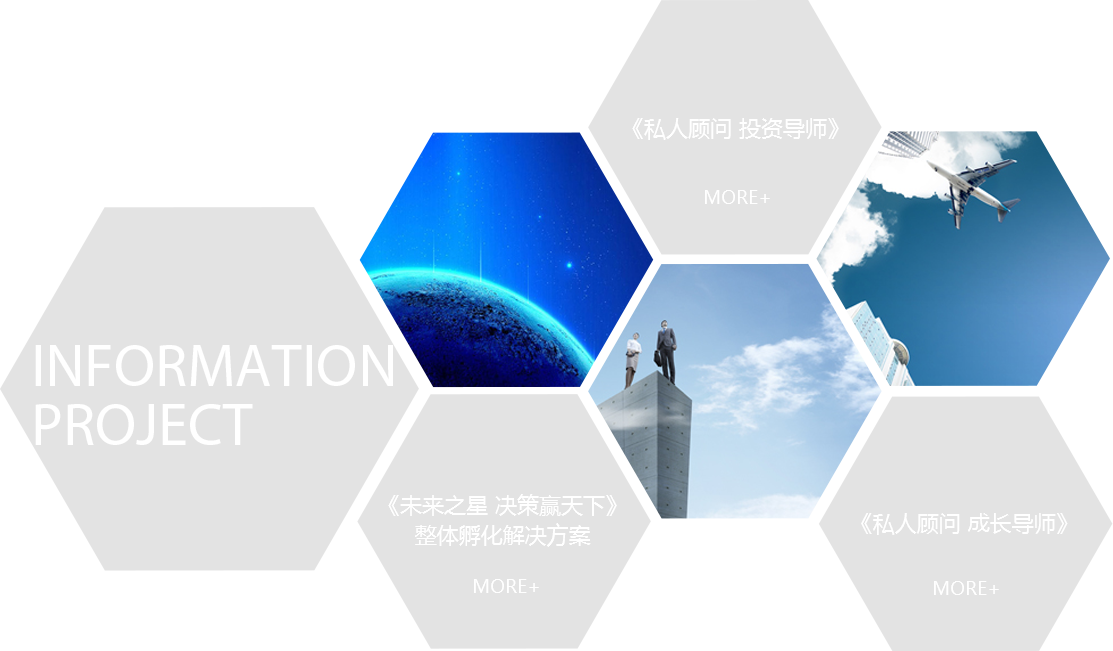 INFORMATION
PROJECT
《私人顾问 投资导师》
MORE+
《未来之星 决策赢天下》
整体孵化解决方案
MORE+
《私人顾问 成长导师》
MORE+